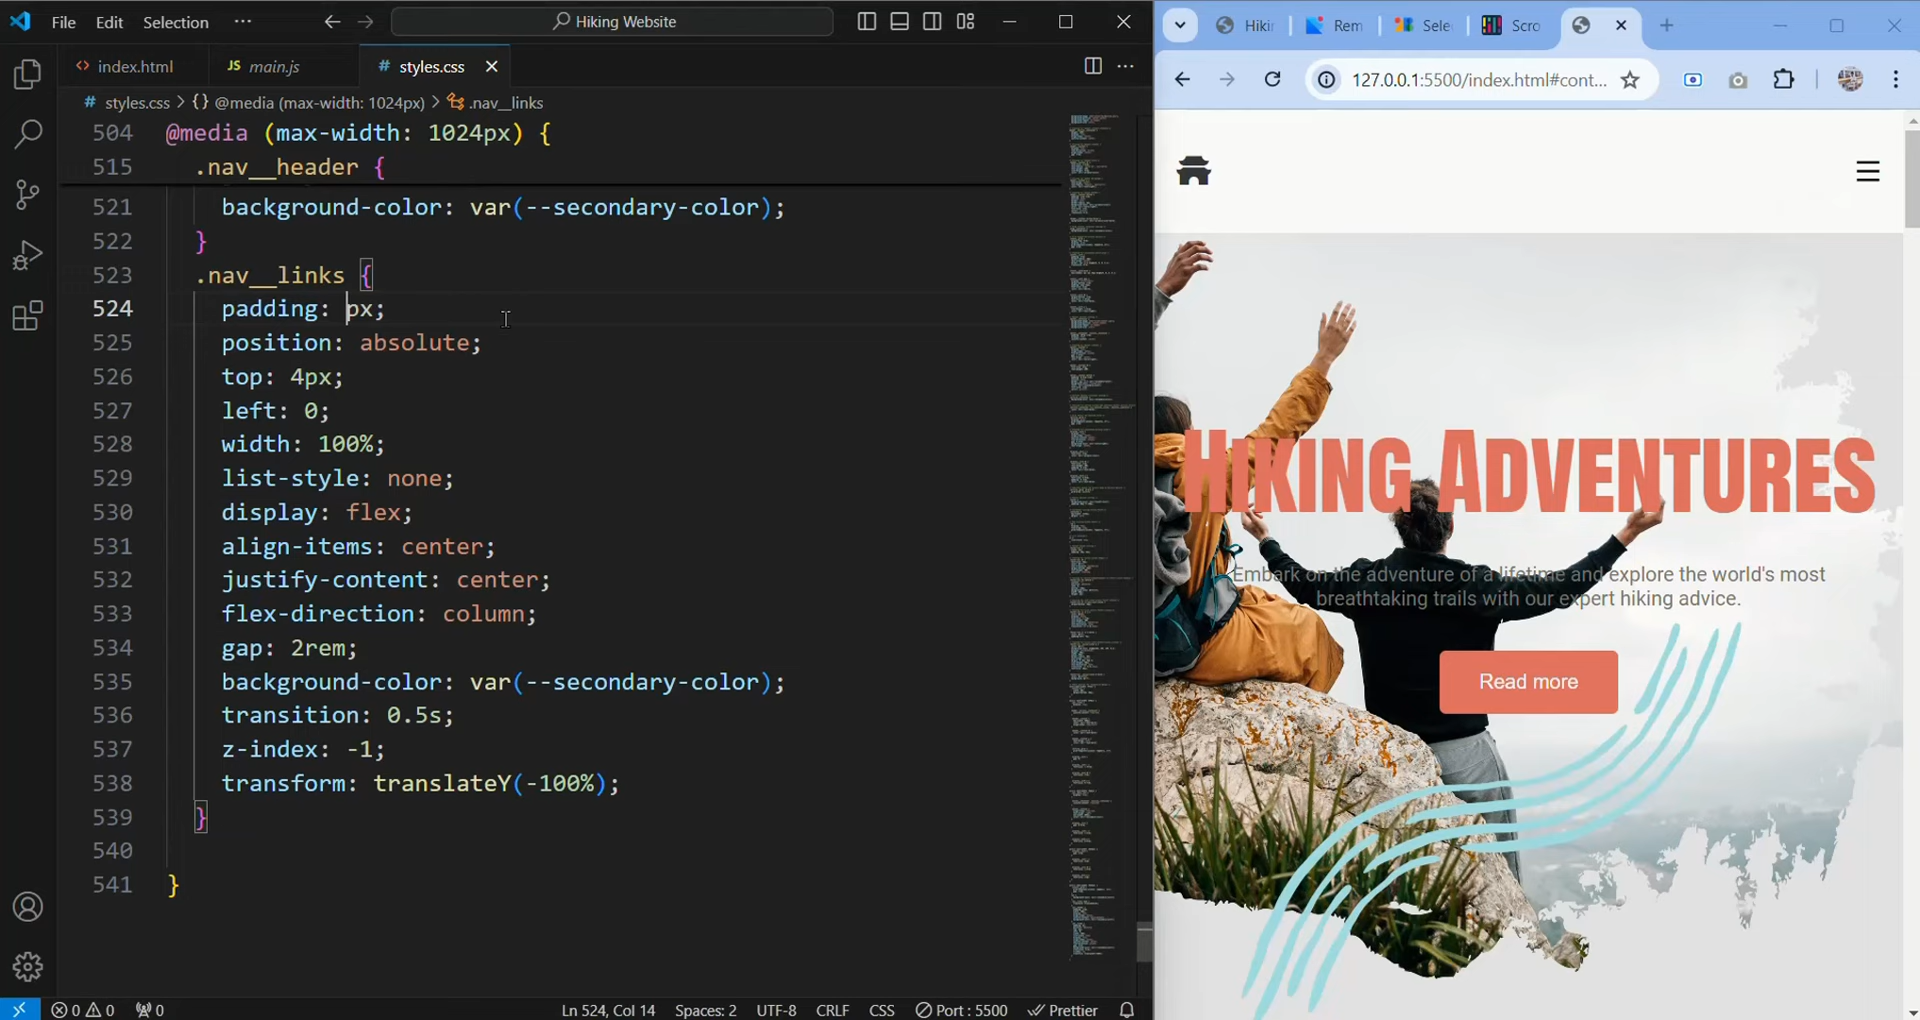 File Edit Selection ··· Hiking Website
index.html JS main.js # styles.css
# styles.css > {} @media (max-width: 1024px) > .nav__links
504 @media (max-width: 1024px) {
515 .nav__header {
521 background-color: var(--secondary-color);
522 }
523 .nav__links {
524 padding: px;
525 position: absolute;
526 top: 4px;
527 left: 0;
528 width: 100%;
529 list-style: none;
530 display: flex;
531 align-items: center;
532 justify-content: center;
533 flex-direction: column;
534 gap: 2rem;
535 background-color: var(--secondary-color);
536 transition: 0.5s;
537 z-index: -1;
538 transform: translateY(-100%);
539 }
540
541 }
0 0 0 Ln 524, Col 14 Spaces: 2 UTF-8 CRLF CSS Port : 5500 Prettier
Hikin Rem Sele Scro
127.0.0.1:5500/index.html#cont...
HIKING ADVENTURES
Embark on the adventure of a lifetime and explore the world's most
breathtaking trails with our expert hiking advice.
Read more